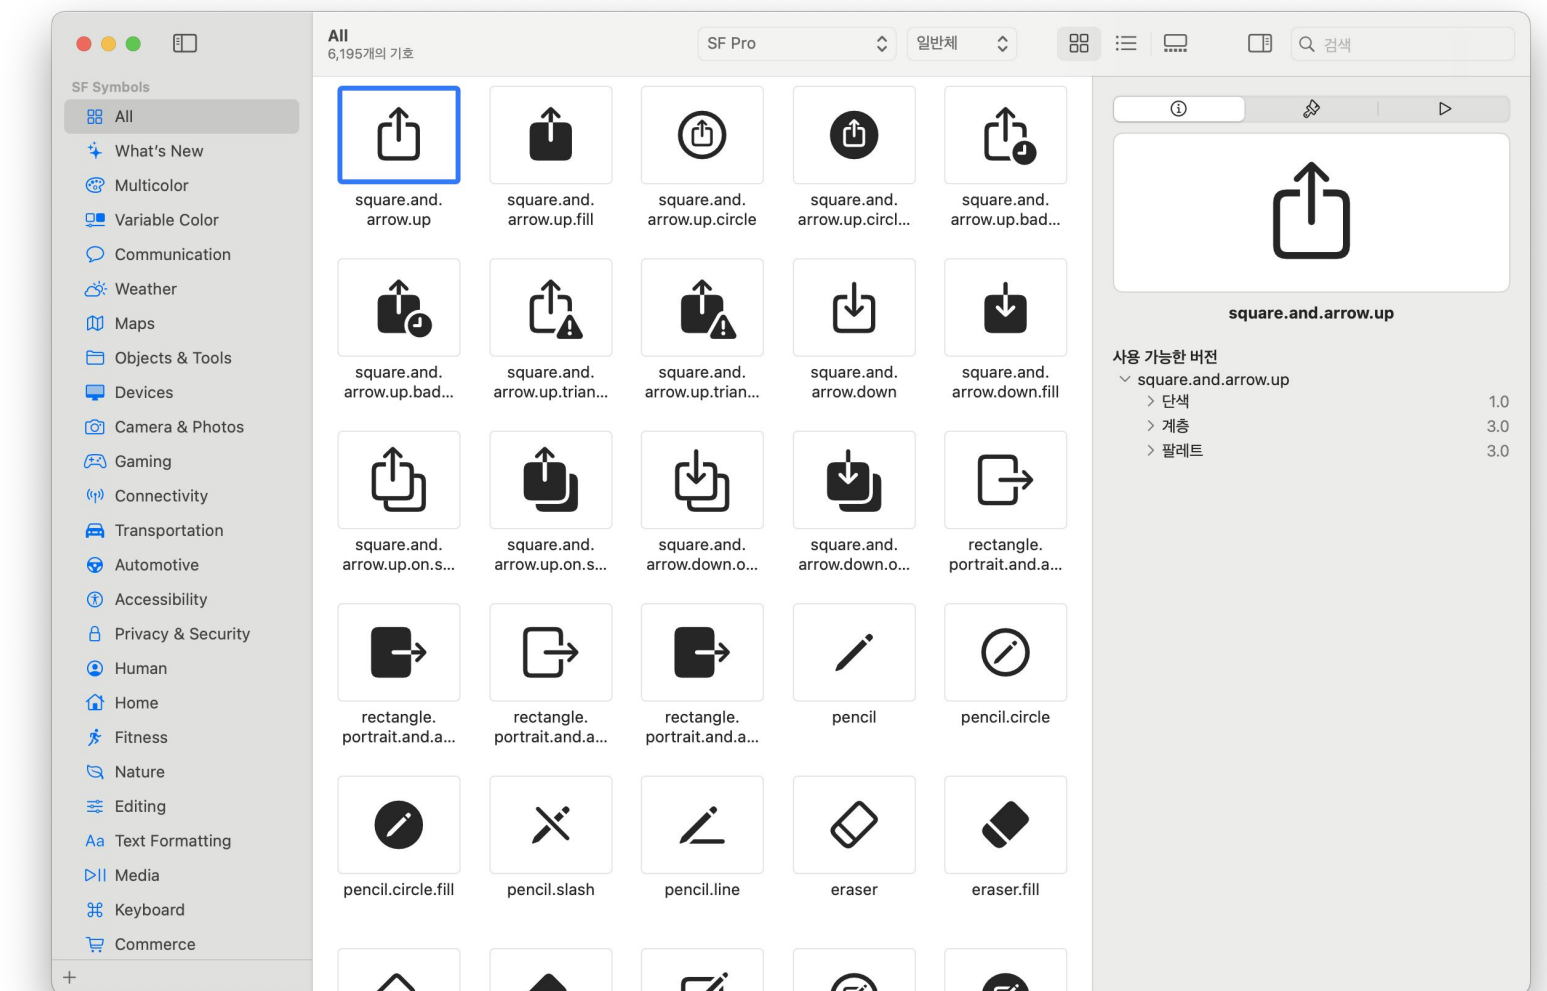 All
6,195개의 기호
SF Pro
일반체
검색
SF Symbols
All
What's New
Multicolor
Variable Color
Communication
Weather
Maps
Objects & Tools
Devices
Camera & Photos
Gaming
Connectivity
Transportation
Automotive
Accessibility
Privacy & Security
Human
Home
Fitness
Nature
Editing
Aa Text Formatting
Media
Keyboard
Commerce
square.and.
arrow.up
square.and.
arrow.up.fill
square.and.
arrow.up.circle
square.and.
arrow.up.circl...
square.and.
arrow.up.bad...
square.and.
arrow.up.bad...
square.and.
arrow.up.trian...
square.and.
arrow.up.trian...
square.and.
arrow.down
square.and.
arrow.down.fill
square.and.
arrow.up.on.s...
square.and.
arrow.up.on.s...
square.and.
arrow.down.o...
square.and.
arrow.down.o...
rectangle.
portrait.and.a...
rectangle.
portrait.and.a...
rectangle.
portrait.and.a...
rectangle.
portrait.and.a...
pencil
pencil.circle
pencil.circle.fill
pencil.slash
pencil.line
eraser
eraser.fill
square.and.arrow.up
사용 가능한 버전
square.and.arrow.up
단색 1.0
계층 3.0
팔레트 3.0